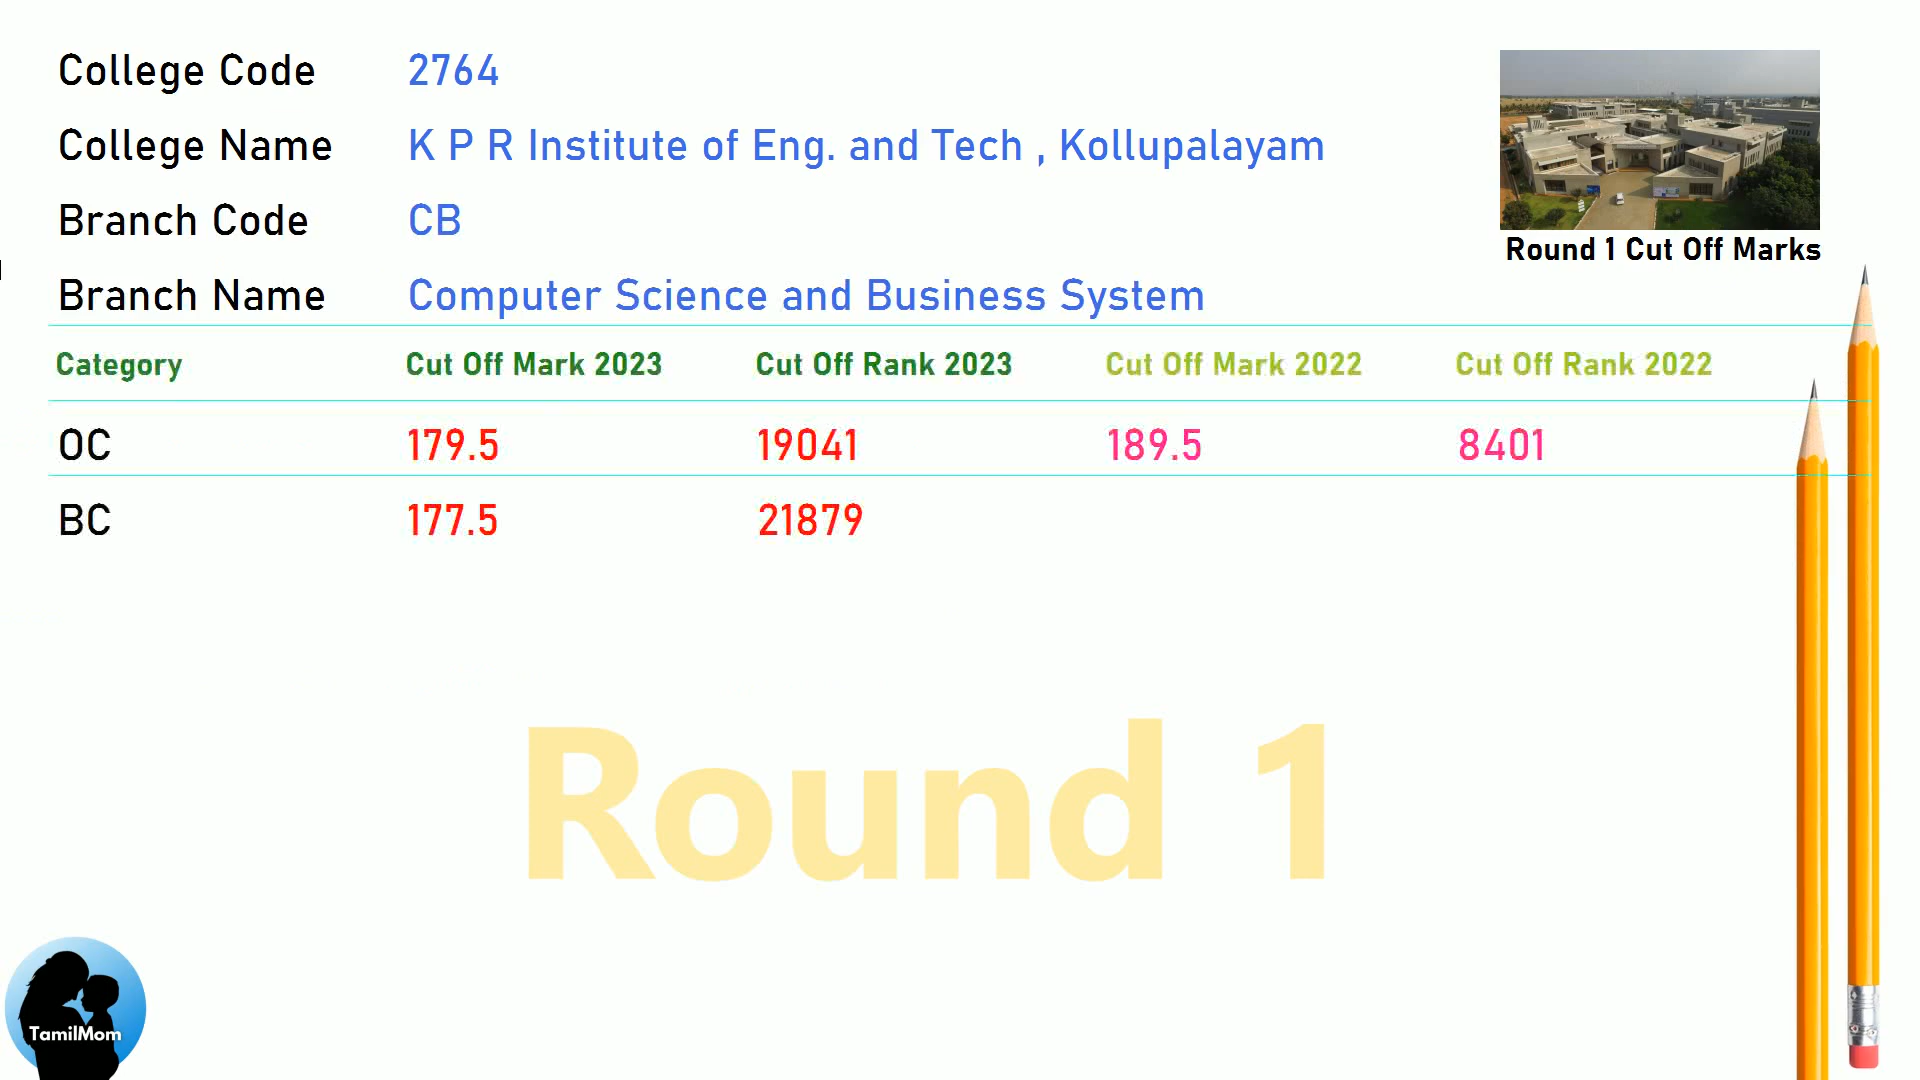 College Code 2764
College Name K P R Institute of Eng. and Tech , Kollupalayam
Branch Code CB
Branch Name Computer Science and Business System
Round 1 Cut Off Marks
Category Cut Off Mark 2023 Cut Off Rank 2023 Cut Off Mark 2022 Cut Off Rank 2022
OC 179.5 19041 189.5 8401
BC 177.5 21879
Round 1
TamilMom